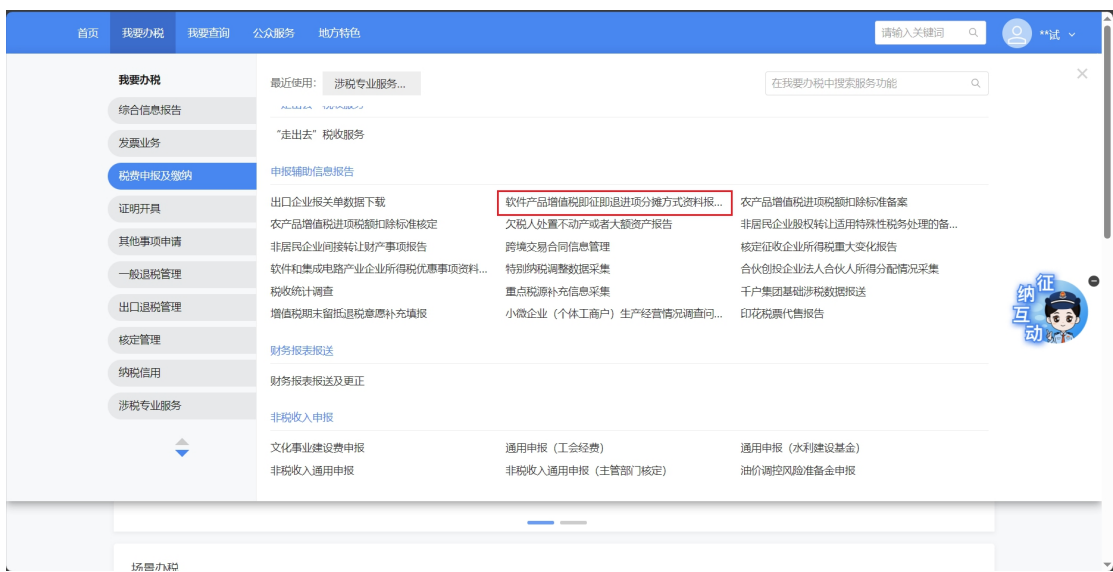 首页 我要办税 我要查询 公众服务 地方特色 请输入关键词 **试
我要办税
最近使用: 涉税专业服务... 在我要办税中搜索服务功能
综合信息报告
发票业务
税费申报及缴纳
证明开具
其他事项申请
一般退税管理
出口退税管理
核定管理
纳税信用
涉税专业服务
“走出去”税收服务
“走出去”税收服务
申报辅助信息报告
出口企业报关单数据下载 软件产品增值税即征即退进项分摊方式资料报... 农产品增值税进项税额扣除标准备案
农产品增值税进项税额扣除标准核定 欠税人处置不动产或者大额资产报告 非居民企业股权转让适用特殊性税务处理的备...
非居民企业间接转让财产事项报告 跨境交易合同信息管理 核定征收企业所得税重大变化报告
软件和集成电路产业企业所得税优惠事项资料... 特别纳税调整数据采集 合伙创投企业法人合伙人所得分配情况采集
税收统计调查 重点税源补充信息采集 千户集团基础涉税数据报送
增值税期末留抵退税意愿补充填报 小微企业（个体工商户）生产经营情况调查问... 印花税票代售报告
财务报表报送
财务报表报送及更正
非税收入申报
文化事业建设费申报 通用申报（工会经费） 通用申报（水利建设基金）
非税收入通用申报 非税收入通用申报（主管部门核定） 油价调控风险准备金申报
征纳互动
场景办税